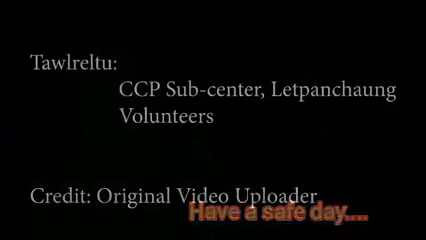 Tawlreltu:
CCP Sub-center, Letpanchaung
Volunteers
Credit: Original Video Uploader
Have a safe day....